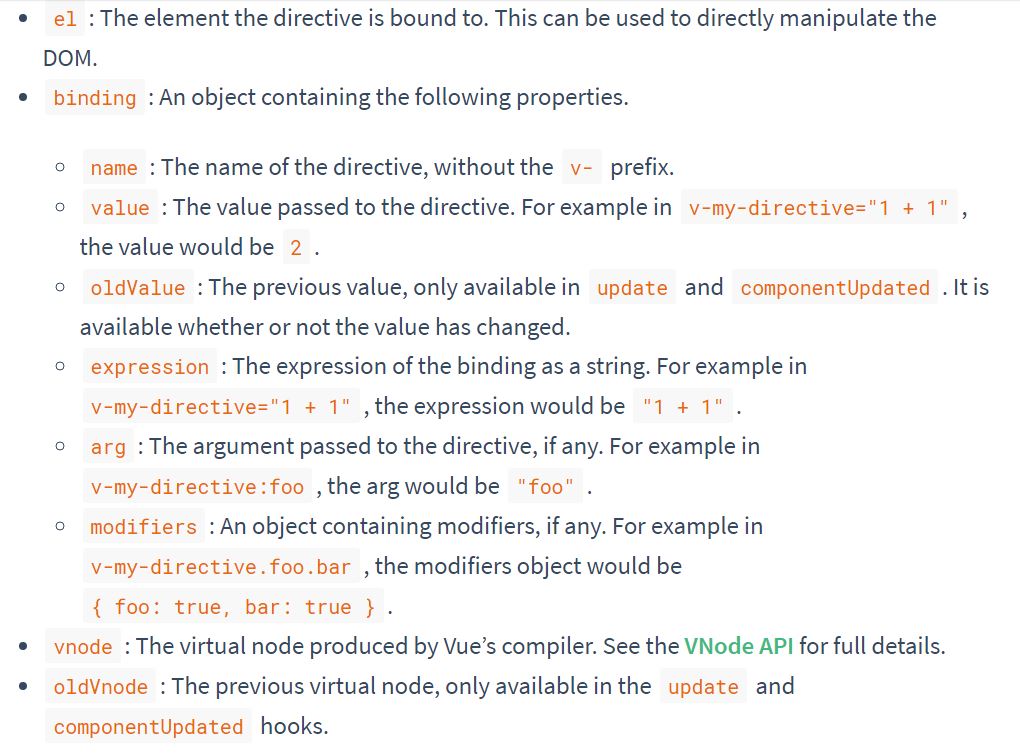 el : The element the directive is bound to. This can be used to directly manipulate the
DOM.
binding : An object containing the following properties.
name : The name of the directive, without the v- prefix.
value : The value passed to the directive. For example in v-my-directive="1 + 1" ,
the value would be 2 .
oldValue : The previous value, only available in update and componentUpdated . It is
available whether or not the value has changed.
expression : The expression of the binding as a string. For example in
v-my-directive="1 + 1" , the expression would be "1 + 1" .
arg : The argument passed to the directive, if any. For example in
v-my-directive:foo , the arg would be "foo" .
modifiers : An object containing modifiers, if any. For example in
v-my-directive.foo.bar , the modifiers object would be
{ foo: true, bar: true } .
vnode : The virtual node produced by Vue’s compiler. See the VNode API for full details.
oldVnode : The previous virtual node, only available in the update and
componentUpdated hooks.